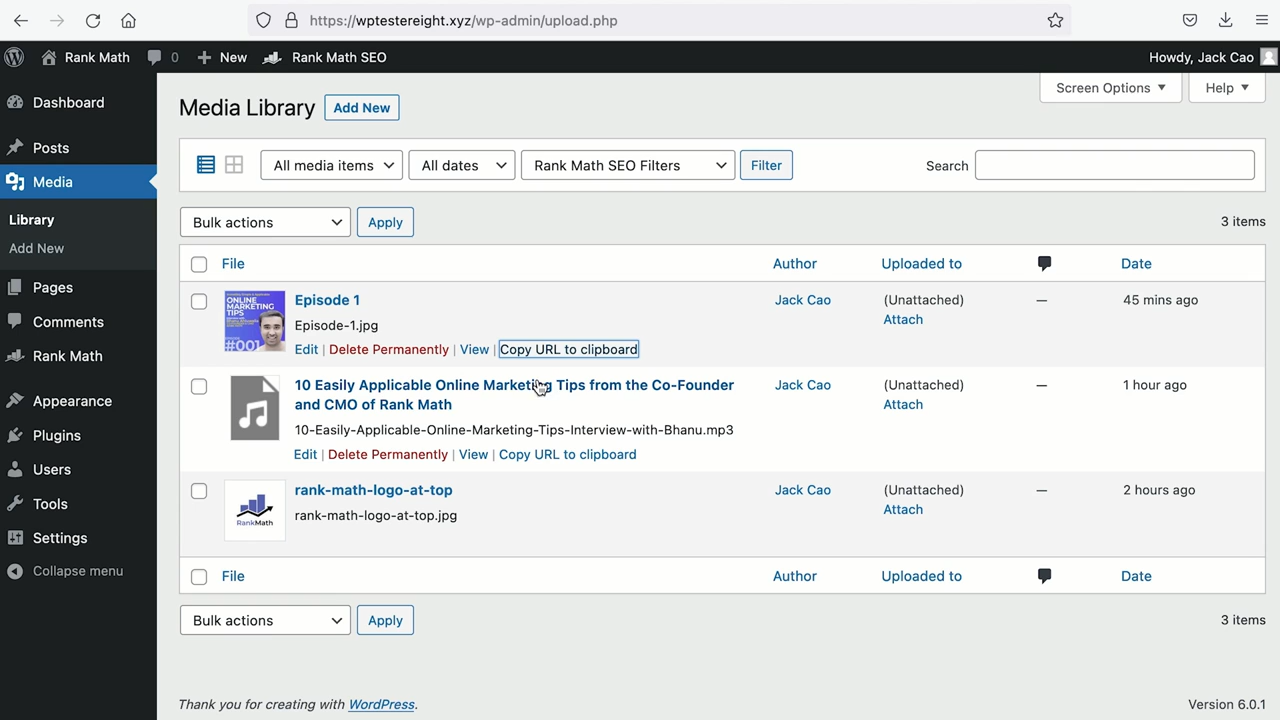 https://wptestereight.xyz/wp-admin/upload.php
Rank Math 0 New Rank Math SEO Howdy, Jack Cao
Dashboard
Posts
Media
Library
Add New
Pages
Comments
Rank Math
Appearance
Plugins
Users
Tools
Settings
Collapse menu
Screen Options Help
Media Library Add New
All media items All dates Rank Math SEO Filters Filter Search
Bulk actions Apply 3 items
File Author Uploaded to Date
ONLINE
MARKETING
TIPS
#001
Episode 1 Jack Cao (Unattached) — 45 mins ago
Episode-1.jpg Attach
Edit | Delete Permanently | View | Copy URL to clipboard
10 Easily Applicable Online Marketing Tips from the Co-Founder Jack Cao (Unattached) — 1 hour ago
and CMO of Rank Math Attach
10-Easily-Applicable-Online-Marketing-Tips-Interview-with-Bhanu.mp3
Edit | Delete Permanently | View | Copy URL to clipboard
RankMath
rank-math-logo-at-top Jack Cao (Unattached) — 2 hours ago
rank-math-logo-at-top.jpg Attach
File Author Uploaded to Date
Bulk actions Apply 3 items
Thank you for creating with WordPress. Version 6.0.1